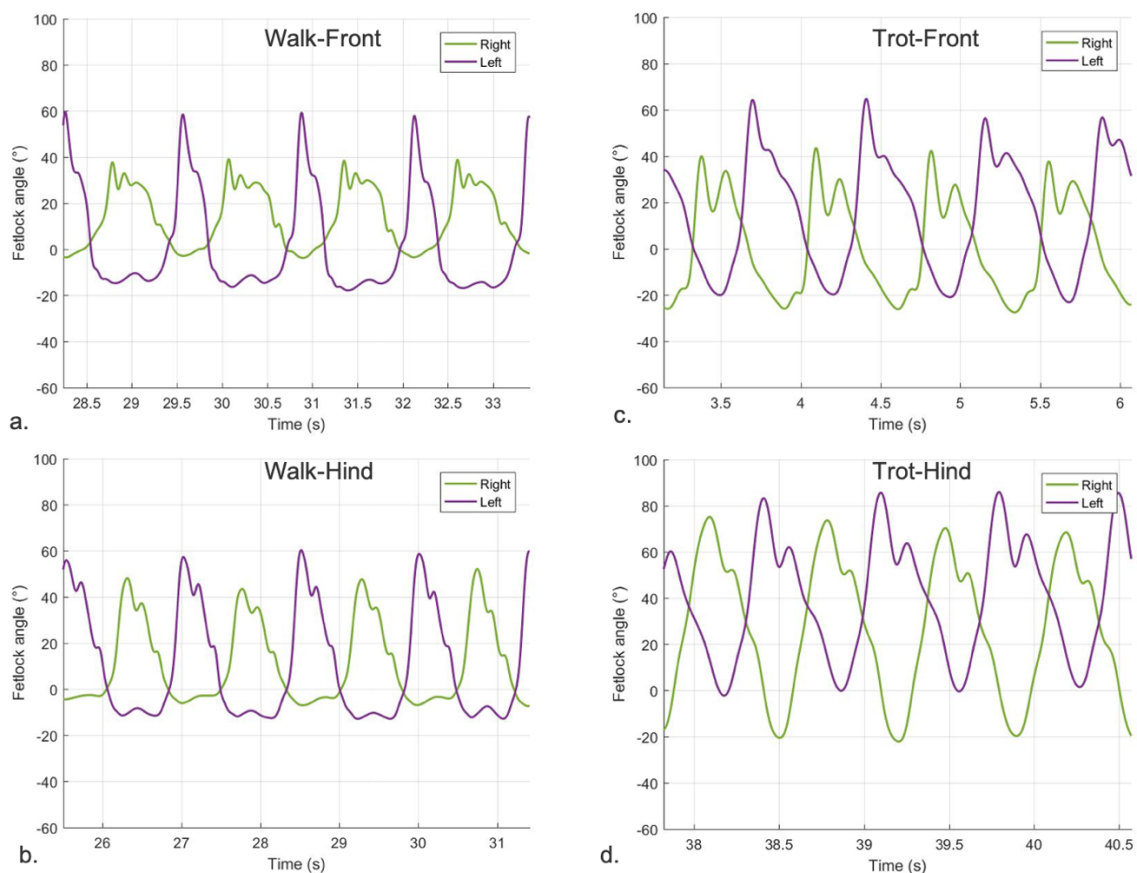 Walk-Front
Right
Left
100
80
60
40
20
0
-20
-40
-60
Fetlock angle (°)
28.5 29 29.5 30 30.5 31 31.5 32 32.5 33
Time (s)
a.
Trot-Front
Right
Left
100
80
60
40
20
0
-20
-40
-60
Fetlock angle (°)
3.5 4 4.5 5 5.5 6
Time (s)
c.
Walk-Hind
Right
Left
100
80
60
40
20
0
-20
-40
-60
Fetlock angle (°)
26 27 28 29 30 31
Time (s)
b.
Trot-Hind
Right
Left
100
80
60
40
20
0
-20
-40
-60
Fetlock angle (°)
38 38.5 39 39.5 40 40.5
Time (s)
d.